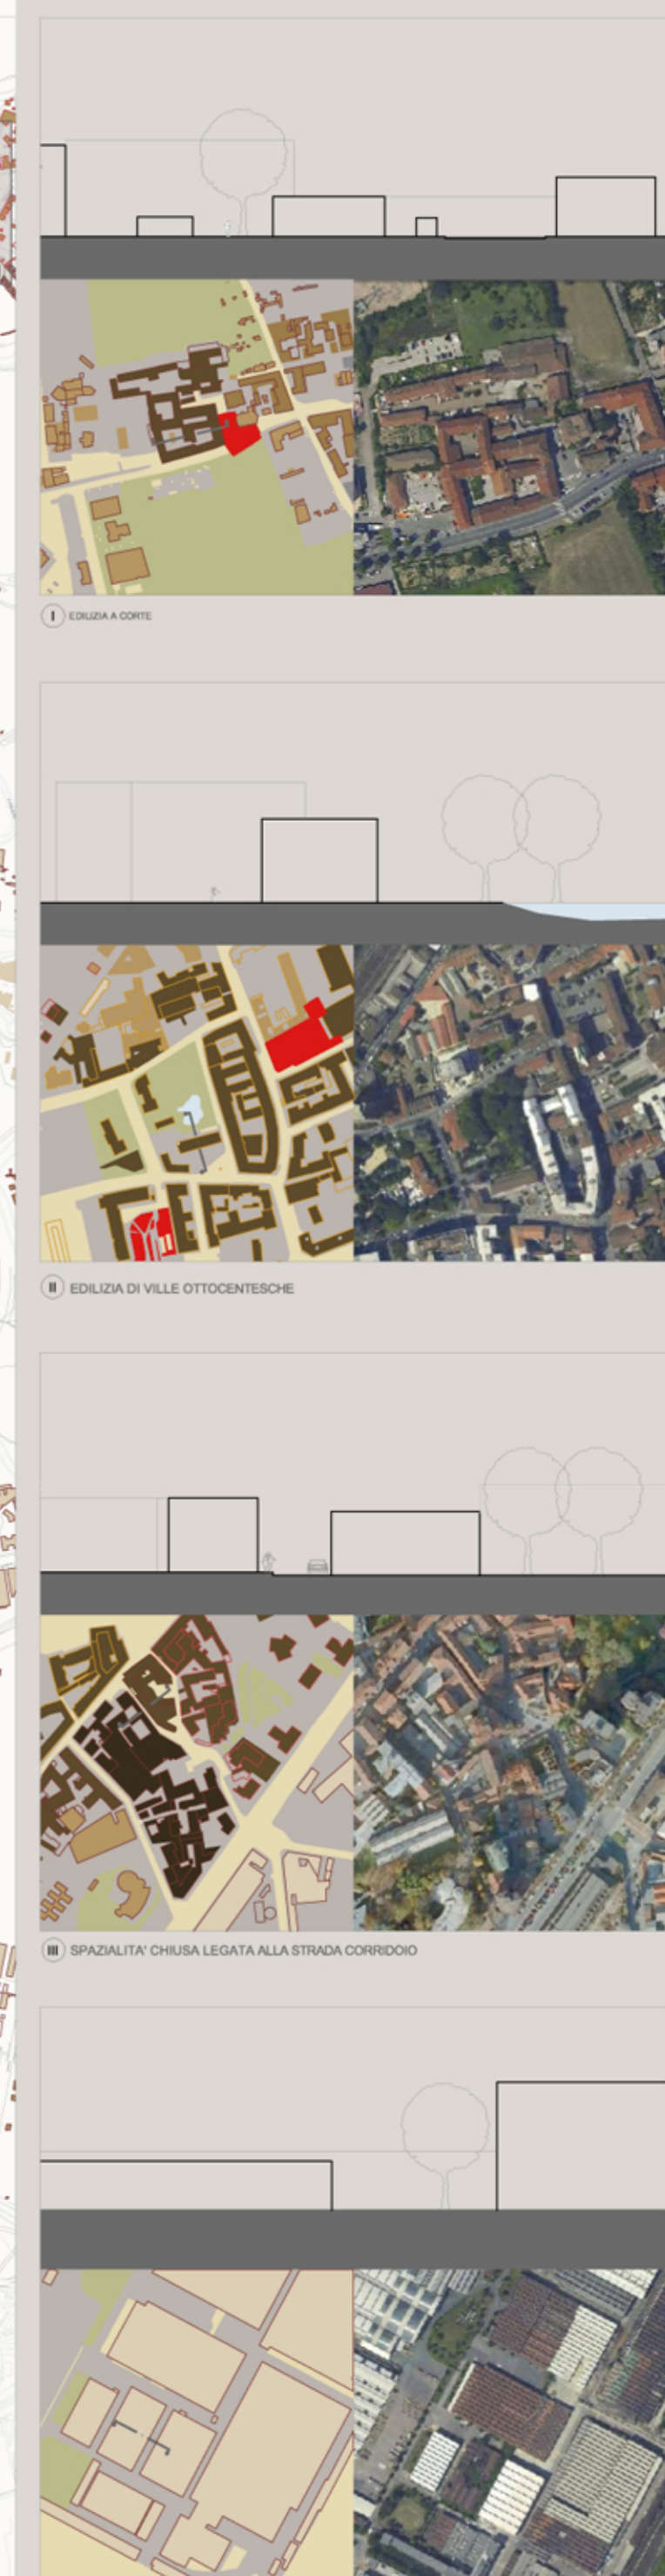 I EDILIZIA A CORTE
II EDILIZIA DI VILLE OTTOCENTESCHE
III SPAZIALITA' CHIUSA LEGATA ALLA STRADA CORRIDOIO